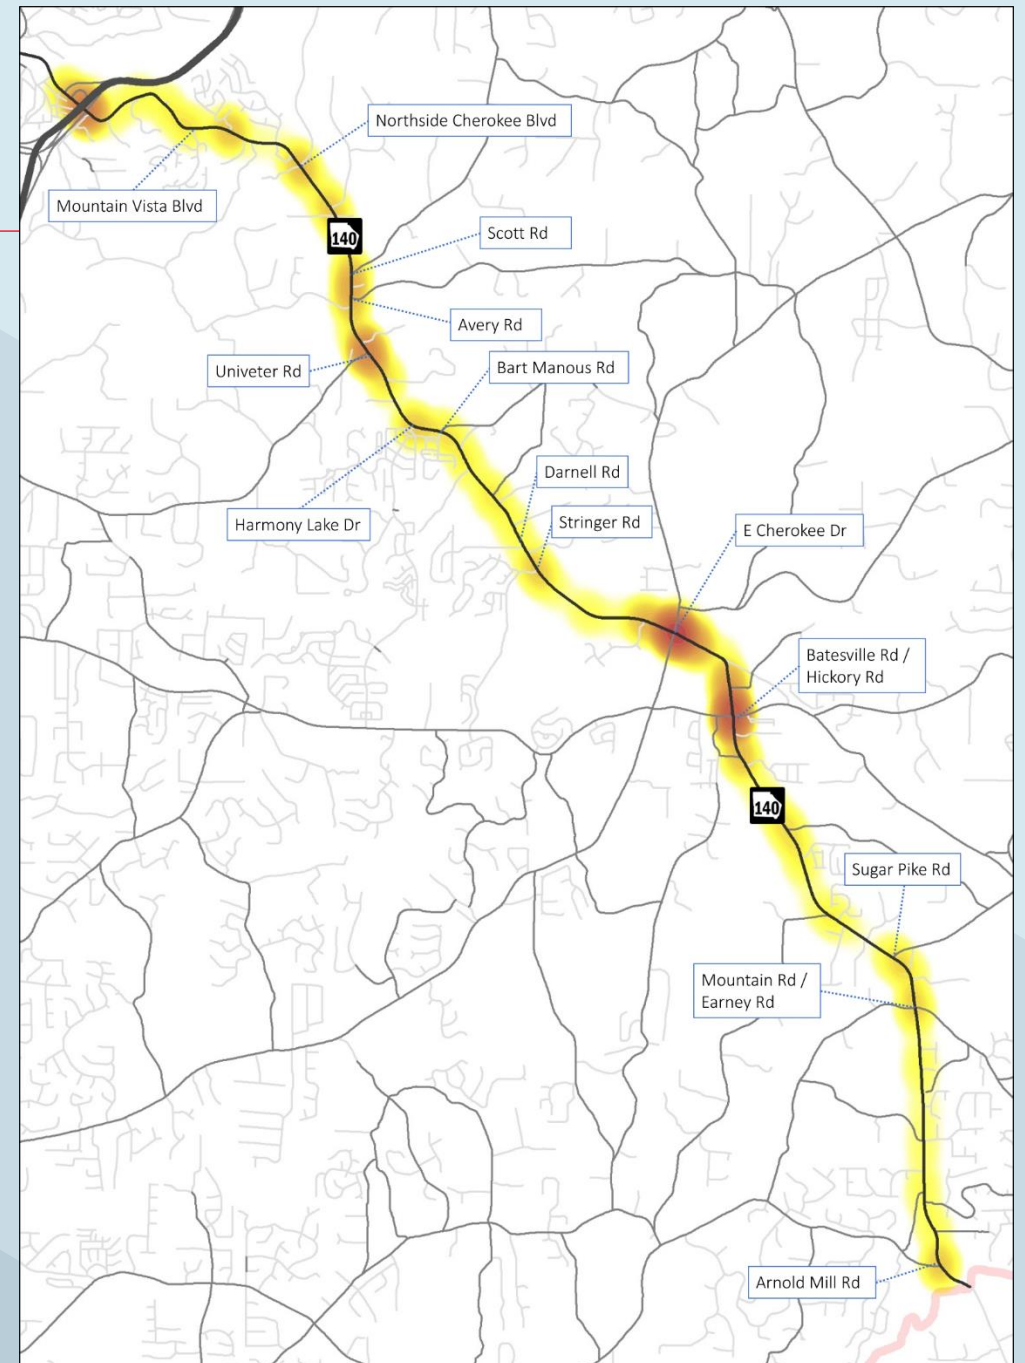 Northside Cherokee Blvd
Mountain Vista Blvd
140
Scott Rd
Avery Rd
Bart Manous Rd
Univeter Rd
Darnell Rd
Harmony Lake Dr
Stringer Rd
E Cherokee Dr
Batesville Rd /
Hickory Rd
140
Sugar Pike Rd
Mountain Rd /
Earney Rd
Arnold Mill Rd